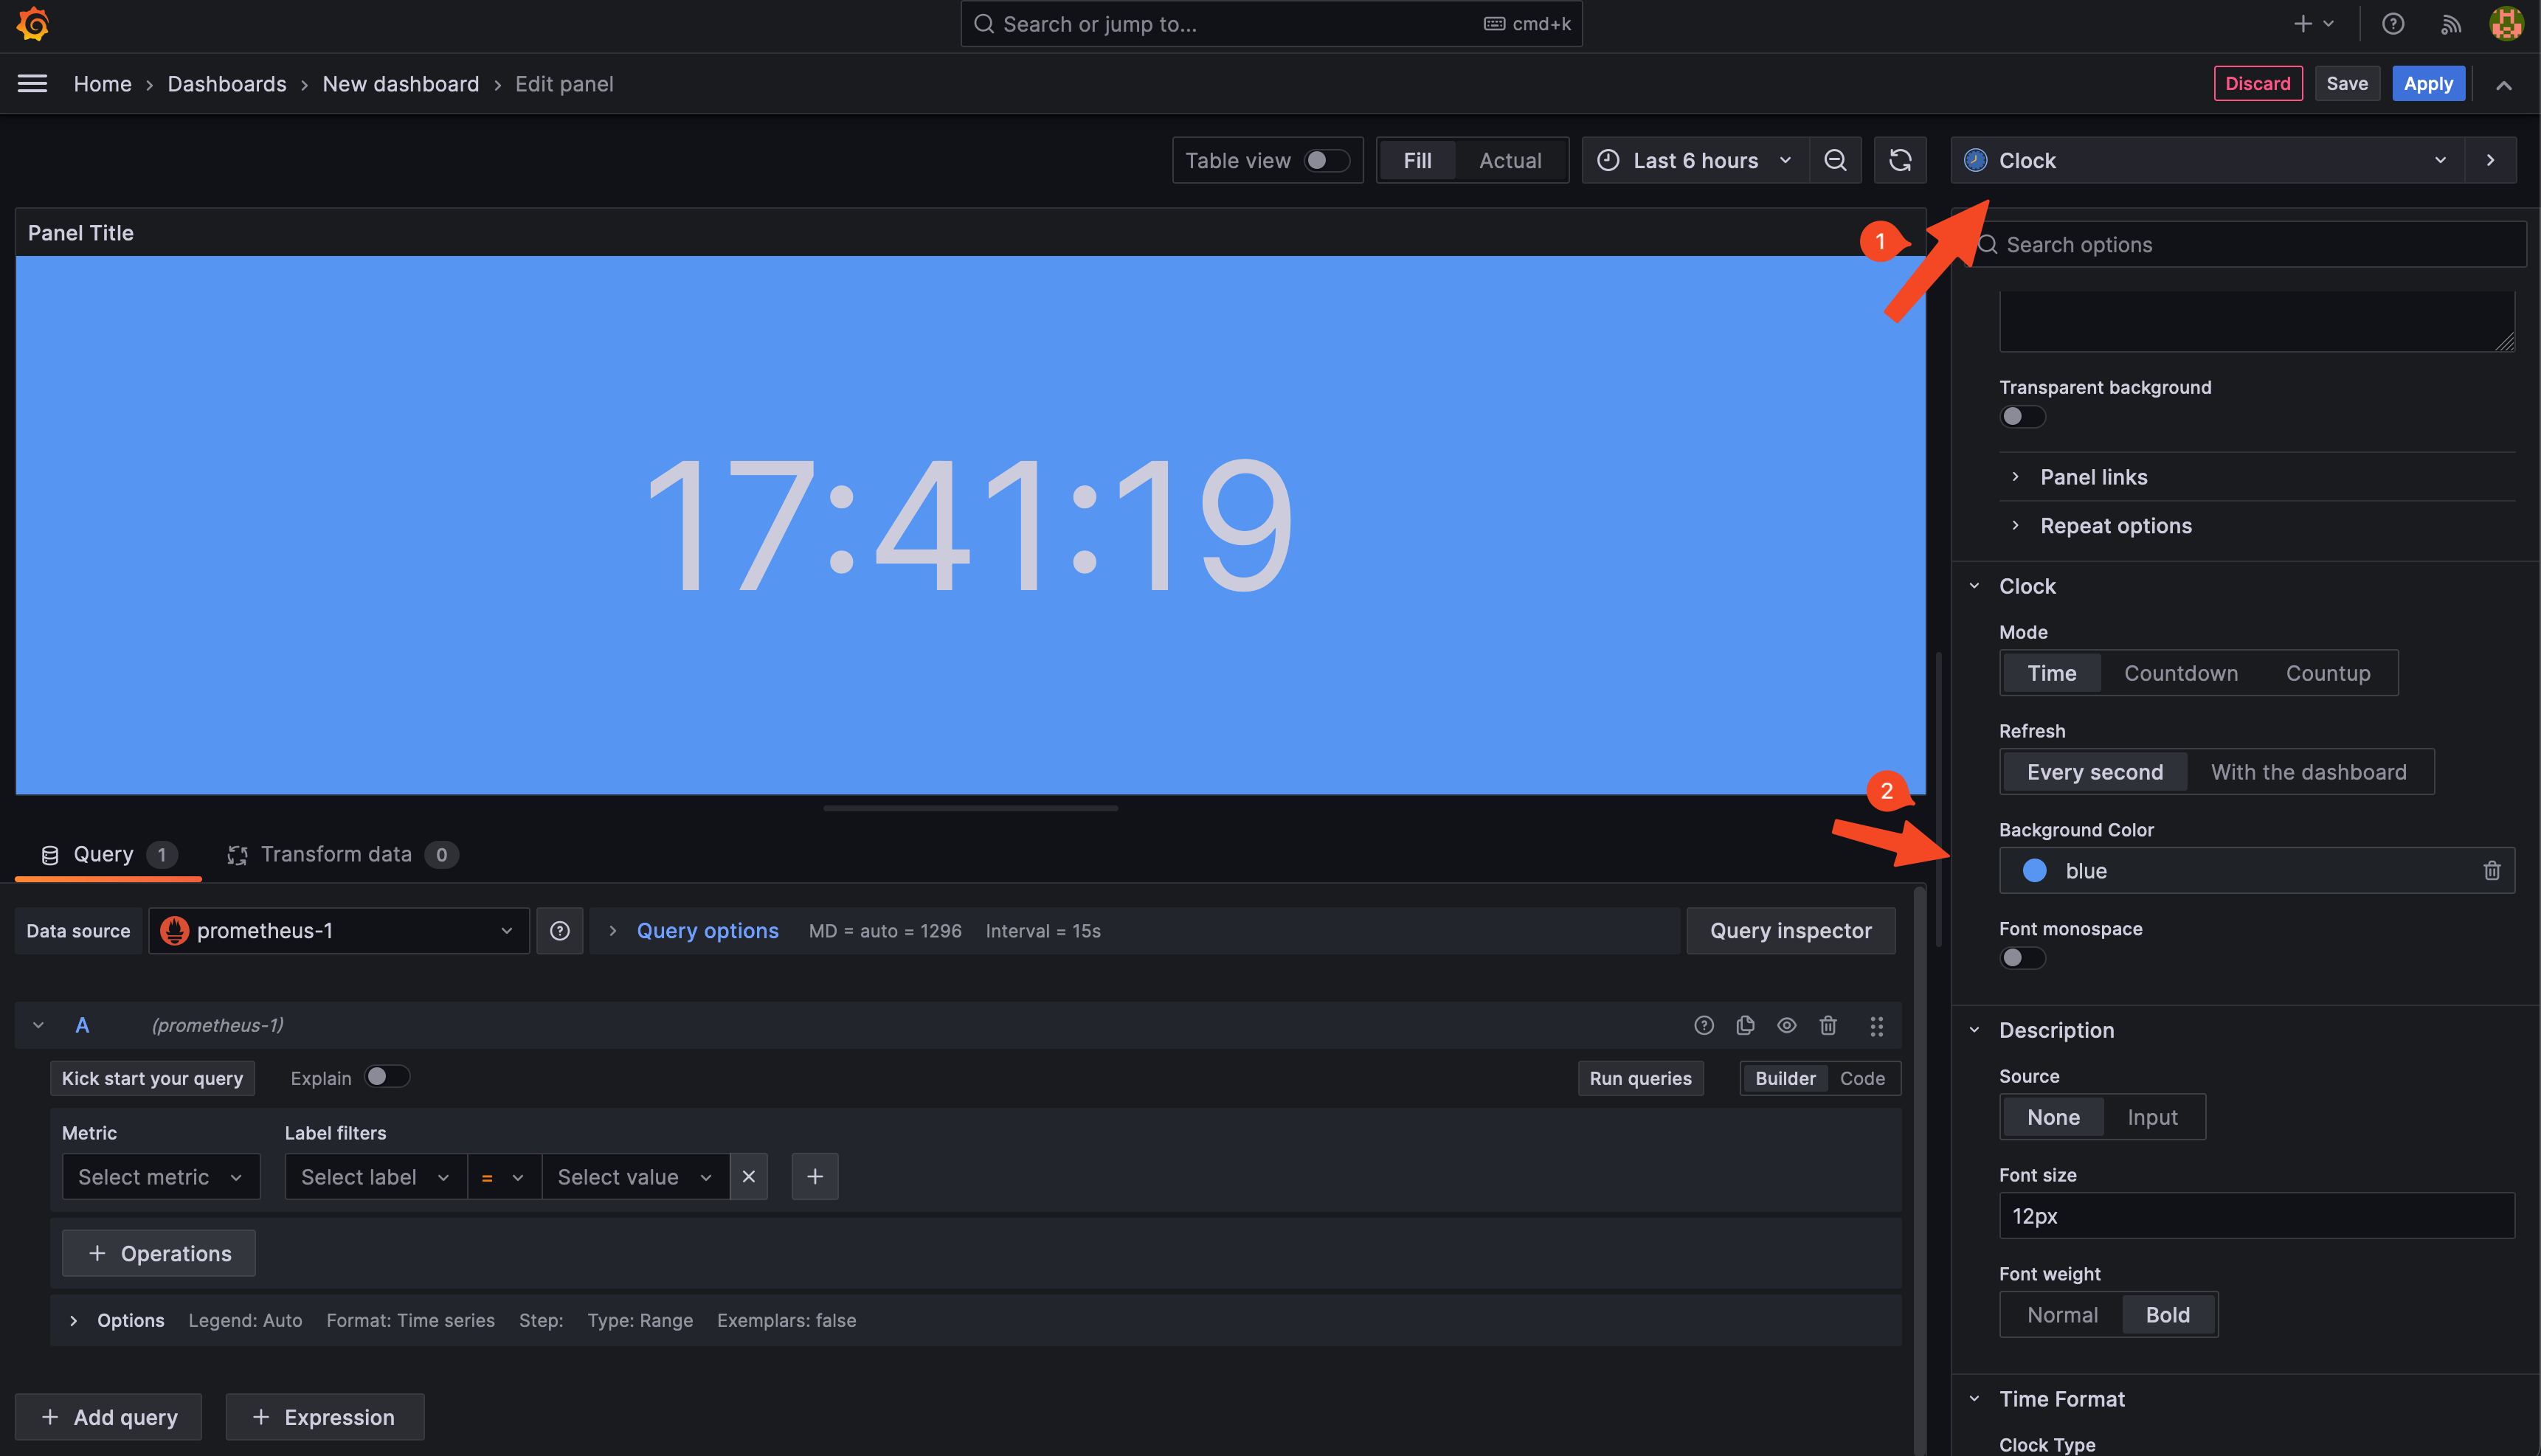 Search or jump to...
cmd+k
Home
Dashboards
New dashboard
Edit panel
Discard
Save
Apply
Table view
Fill
Actual
Last 6 hours
Clock
Panel Title
1
Search options
17:41:19
Transparent background
Panel links
Repeat options
Clock
Mode
Time
Countdown
Countup
Refresh
Every second
With the dashboard
2
Background Color
blue
Font monospace
Description
Source
None
Input
Font size
12px
Font weight
Normal
Bold
Time Format
Clock Type
Query
1
Transform data
0
Data source
prometheus-1
Query options
MD = auto = 1296
Interval = 15s
Query inspector
A
(prometheus-1)
Kick start your query
Explain
Run queries
Builder
Code
Metric
Label filters
Select metric
Select label
=
Select value
Operations
Options
Legend: Auto
Format: Time series
Step:
Type: Range
Exemplars: false
Add query
Expression